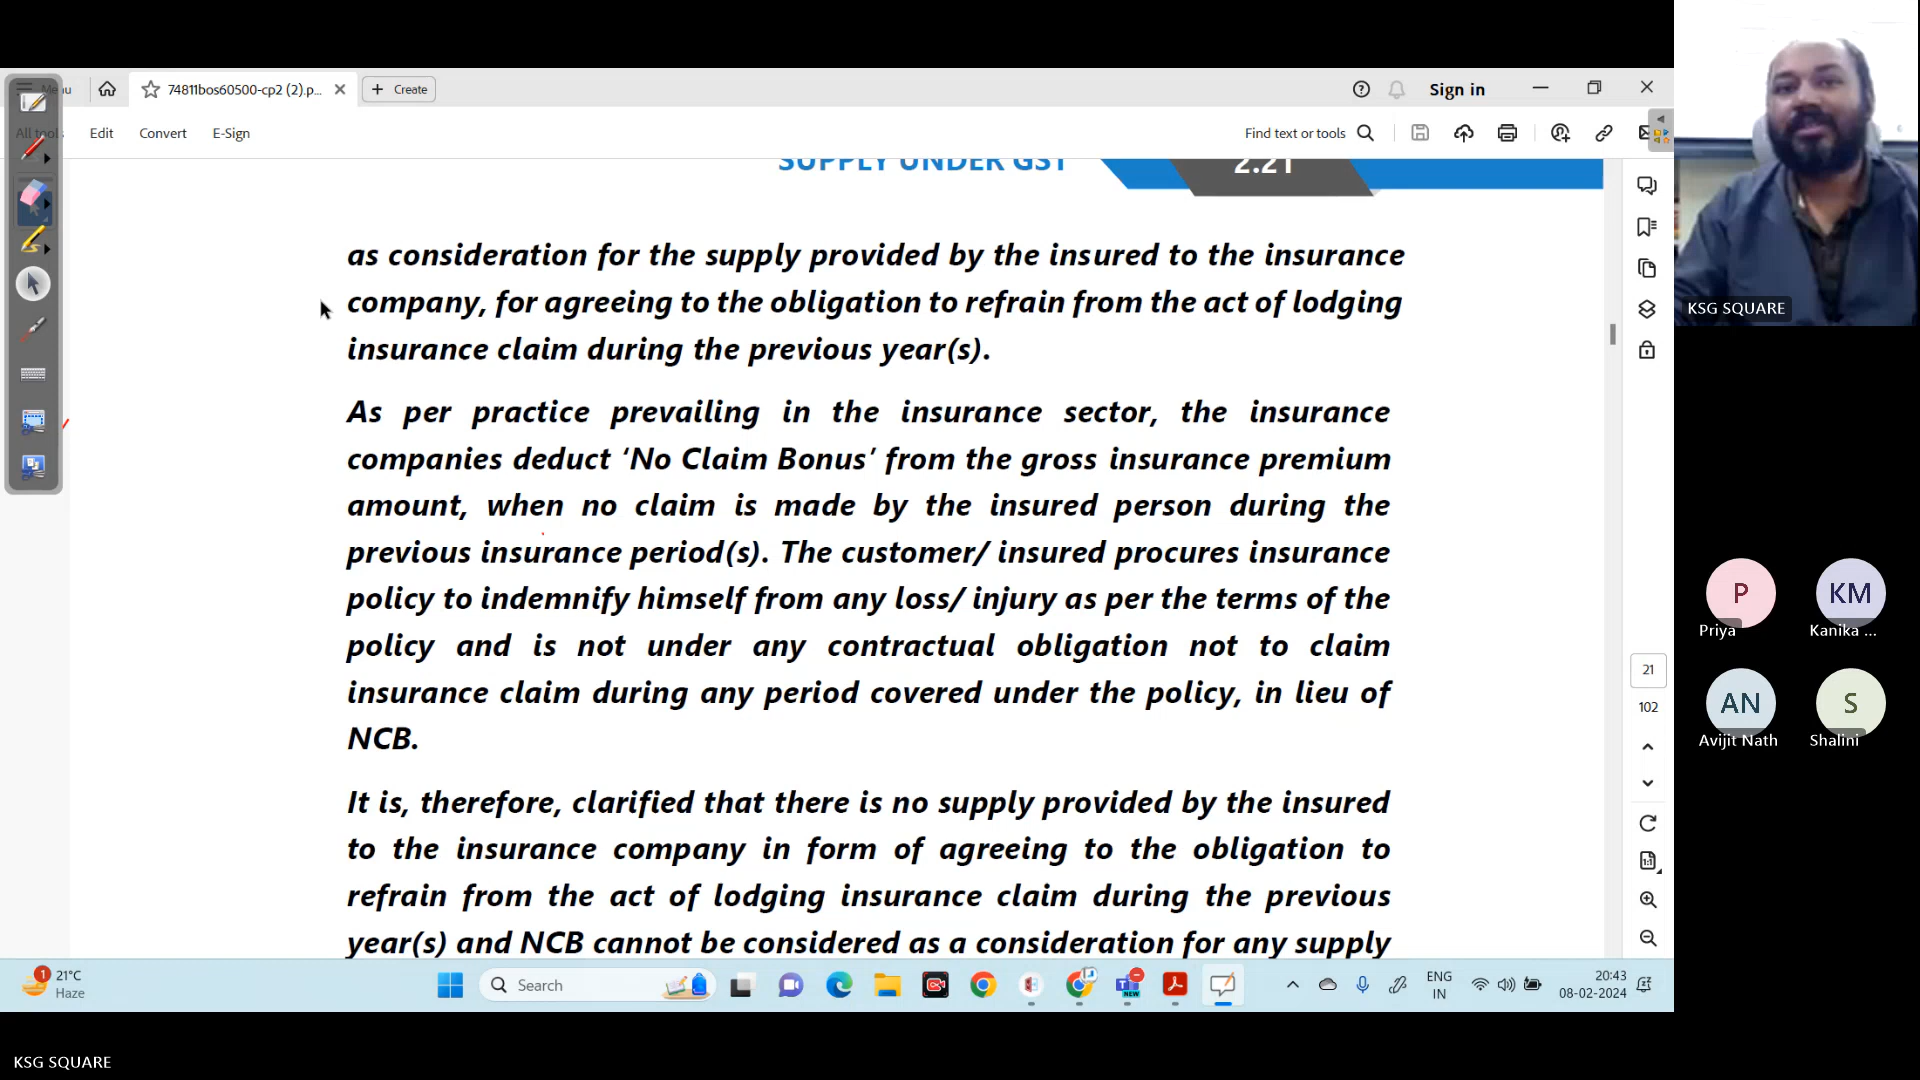 Menu
74811bos60500-cp2 (2).p...
Create
Sign in
All tools
Edit
Convert
E-Sign
Find text or tools
SUPPLY UNDER GST
2.21
as consideration for the supply provided by the insured to the insurance
company, for agreeing to the obligation to refrain from the act of lodging
insurance claim during the previous year(s).
As per practice prevailing in the insurance sector, the insurance
companies deduct ‘No Claim Bonus’ from the gross insurance premium
amount, when no claim is made by the insured person during the
previous insurance period(s). The customer/ insured procures insurance
policy to indemnify himself from any loss/ injury as per the terms of the
policy and is not under any contractual obligation not to claim
insurance claim during any period covered under the policy, in lieu of
NCB.
It is, therefore, clarified that there is no supply provided by the insured
to the insurance company in form of agreeing to the obligation to
refrain from the act of lodging insurance claim during the previous
year(s) and NCB cannot be considered as a consideration for any supply
21
102
KSG SQUARE
P
KM
Priya
Kanika ...
AN
S
Avijit Nath
Shalini
1
21°C
Haze
Search
NEW
ENG
IN
20:43
08-02-2024
KSG SQUARE